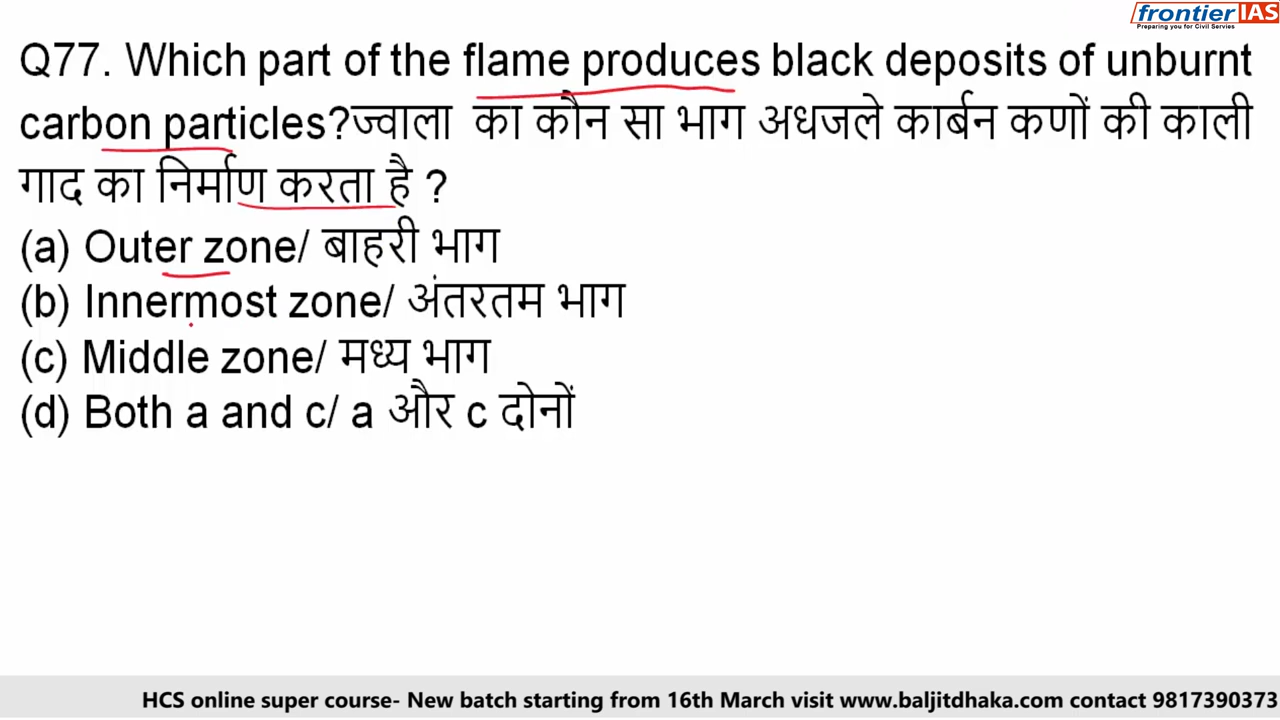 frontier IAS
Preparing you for Civil Servies
Q77. Which part of the flame produces black deposits of unburnt
carbon particles?ज्वाला का कौन सा भाग अधजले कार्बन कणों की काली
गाद का निर्माण करता है ?
(a) Outer zone/ बाहरी भाग
(b) Innermost zone/ अंतरतम भाग
(c) Middle zone/ मध्य भाग
(d) Both a and c/ a और c दोनों
HCS online super course- New batch starting from 16th March visit www.baljitdhaka.com contact 9817390373